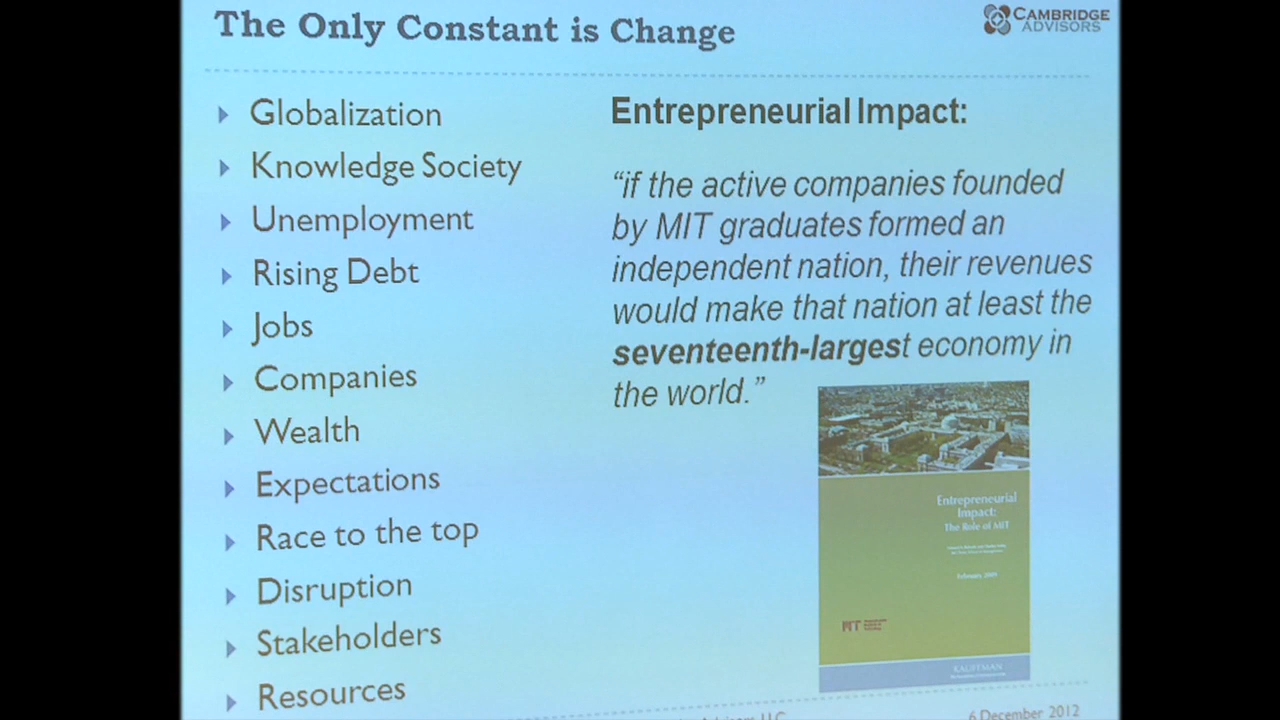 The Only Constant is Change
CAMBRIDGE
ADVISORS
Globalization
Knowledge Society
Unemployment
Rising Debt
Jobs
Companies
Wealth
Expectations
Race to the top
Disruption
Stakeholders
Resources
Entrepreneurial Impact:
“if the active companies founded
by MIT graduates formed an
independent nation, their revenues
would make that nation at least the
seventeenth-largest economy in
the world.”
Entrepreneurial
Impact:
The Role of MIT
February, 2009
MIT
KAUFFMAN
Advisors, LLC
6 December 2012